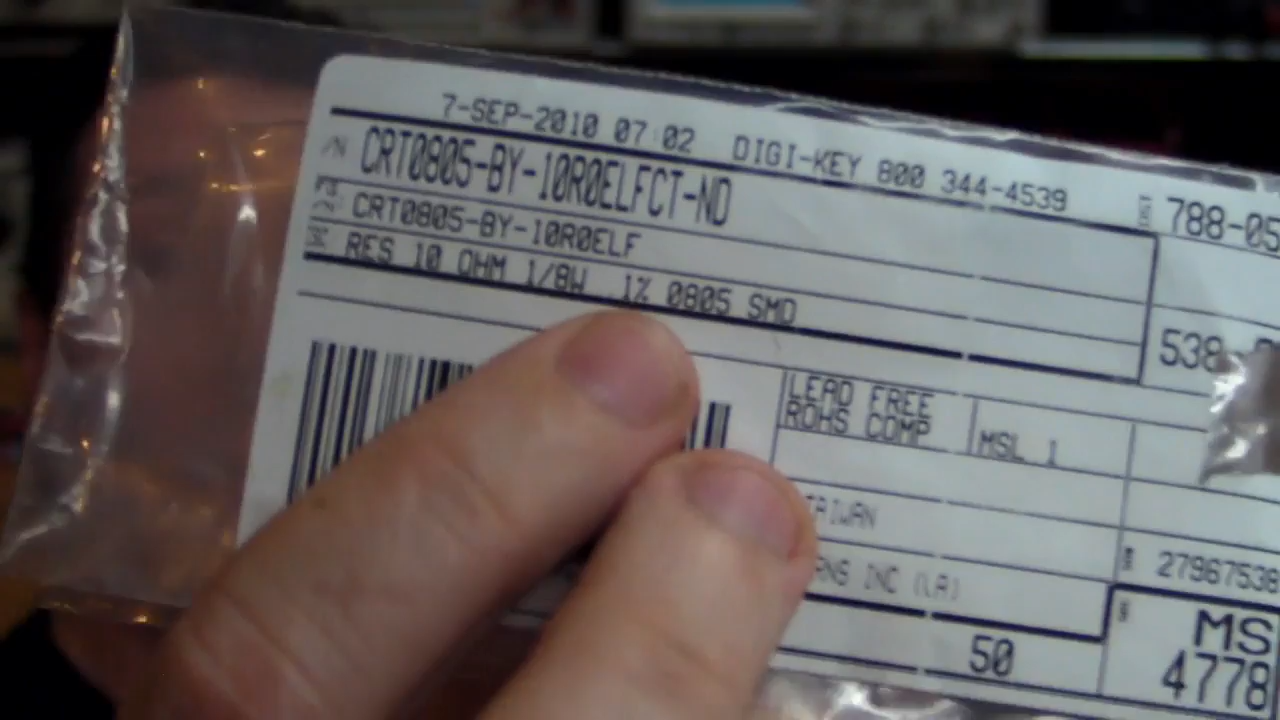 7-SEP-2010 07:02 DIGI-KEY 800 344-4539
CRT0805-BY-10R0ELFCT-ND
788-05
CRT0805-BY-10R0ELF
RES 10 OHM 1/8W 1% 0805 SMD
538
LEAD FREE
ROHS COMP
MSL 1
TAIWAN
27967538
RNS INC (LA)
MS
50
4778